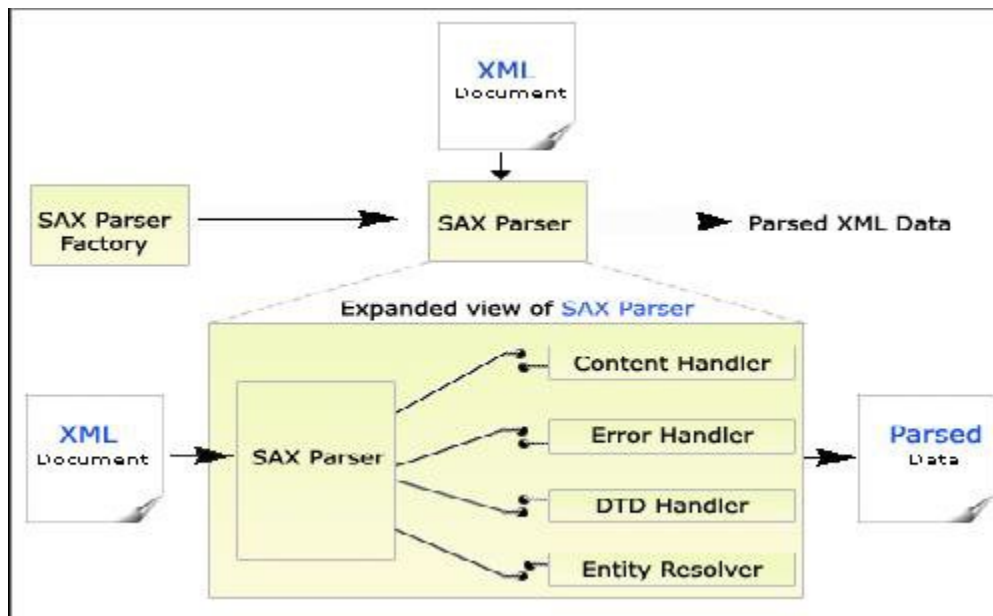 XML
Document
SAX Parser
Factory
SAX Parser
Parsed XML Data
Expanded view of SAX Parser
XML
Document
SAX Parser
Content Handler
Error Handler
DTD Handler
Entity Resolver
Parsed
Data